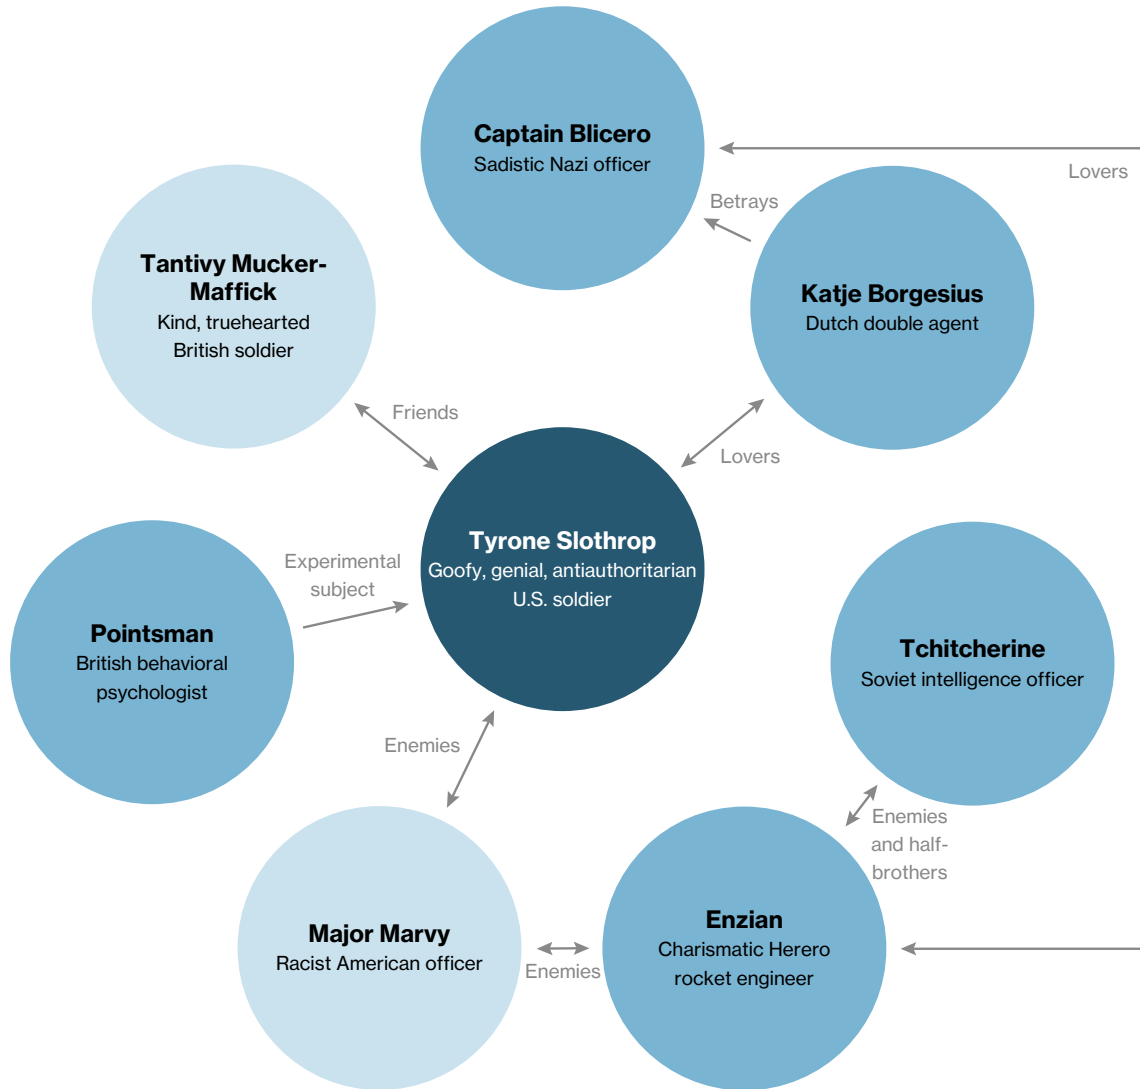 Captain Blicero
Sadistic Nazi officer
Lovers
Betrays
Tantivy Mucker-
Maffick
Kind, truehearted
British soldier
Katje Borgesius
Dutch double agent
Friends
Lovers
Tyrone Slothrop
Goofy, genial, antiauthoritarian
U.S. soldier
Experimental
subject
Pointsman
British behavioral
psychologist
Tchitcherine
Soviet intelligence officer
Enemies
Enemies
and half-
brothers
Major Marvy
Racist American officer
Enemies
Enzian
Charismatic Herero
rocket engineer